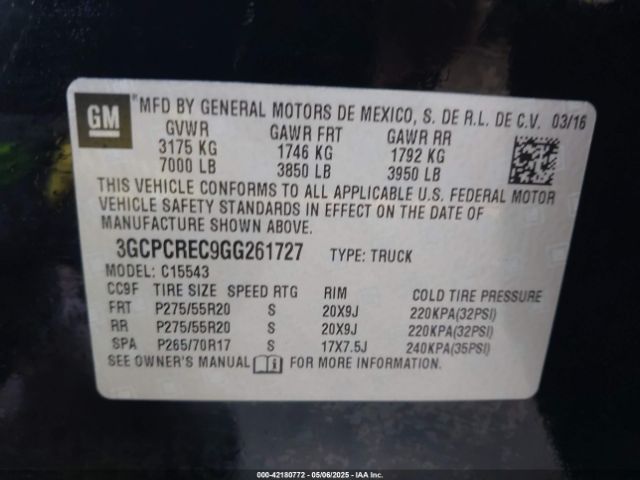 GM
MFD BY GENERAL MOTORS DE MEXICO, S. DE R.L. DE C.V. 03/16
GVWR GAWR FRT GAWR RR
3175 KG 1746 KG 1792 KG
7000 LB 3850 LB 3950 LB
THIS VEHICLE CONFORMS TO ALL APPLICABLE U.S. FEDERAL MOTOR
VEHICLE SAFETY STANDARDS IN EFFECT ON THE DATE OF
MANUFACTURE SHOWN ABOVE.
3GCPCREC9GG261727 TYPE: TRUCK
MODEL: C15543
CC9F TIRE SIZE SPEED RTG RIM COLD TIRE PRESSURE
FRT P275/55R20 S 20X9J 220KPA(32PSI)
RR P275/55R20 S 20X9J 220KPA(32PSI)
SPA P265/70R17 S 17X7.5J 240KPA(35PSI)
SEE OWNER'S MANUAL FOR MORE INFORMATION.
000-42180772 - 05/06/2025 - IAAI.COM